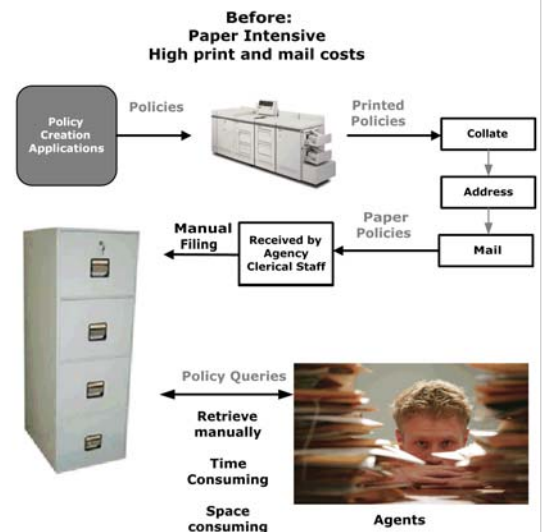 Before:
Paper Intensive
High print and mail costs
Policy
Creation
Applications
Policies
Printed
Policies
Collate
Address
Mail
Paper
Policies
Received by
Agency
Clerical Staff
Manual
Filing
Policy Queries
Retrieve
manually
Time
Consuming
Space
consuming
Agents